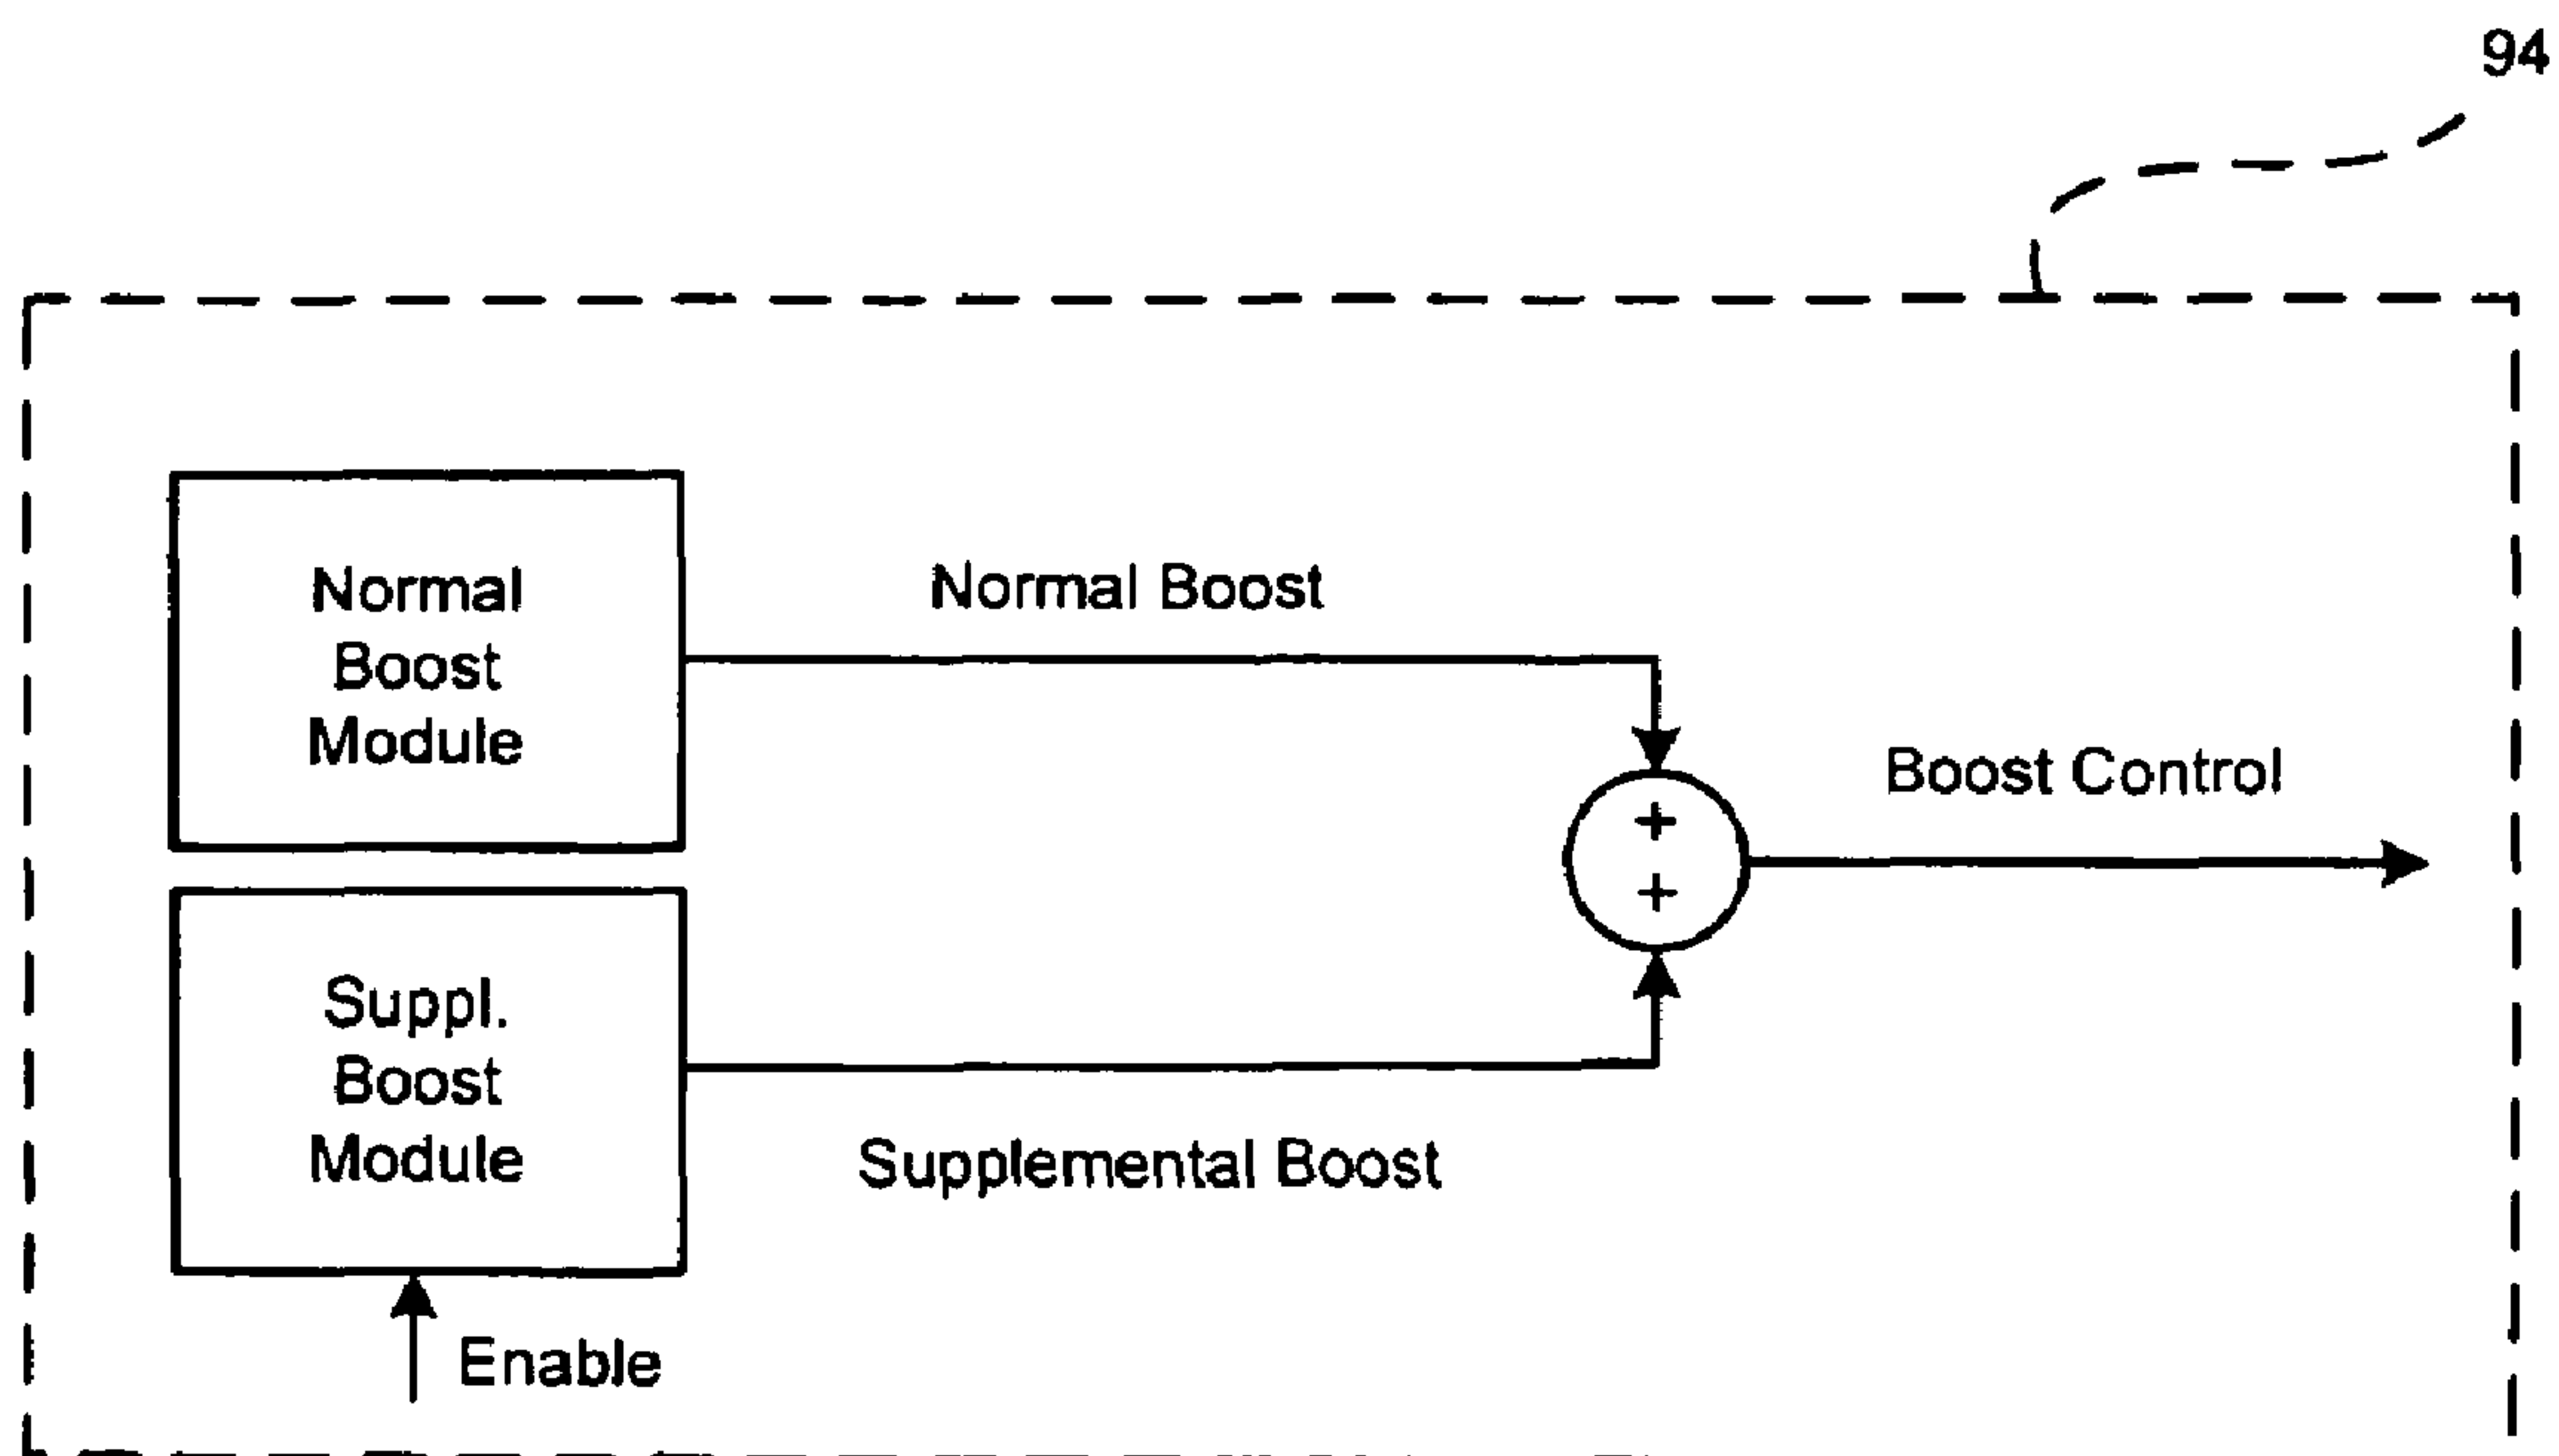 94
Normal
Boost
Module
Normal Boost
+
+
Boost Control
Suppl.
Boost
Module
Supplemental Boost
Enable